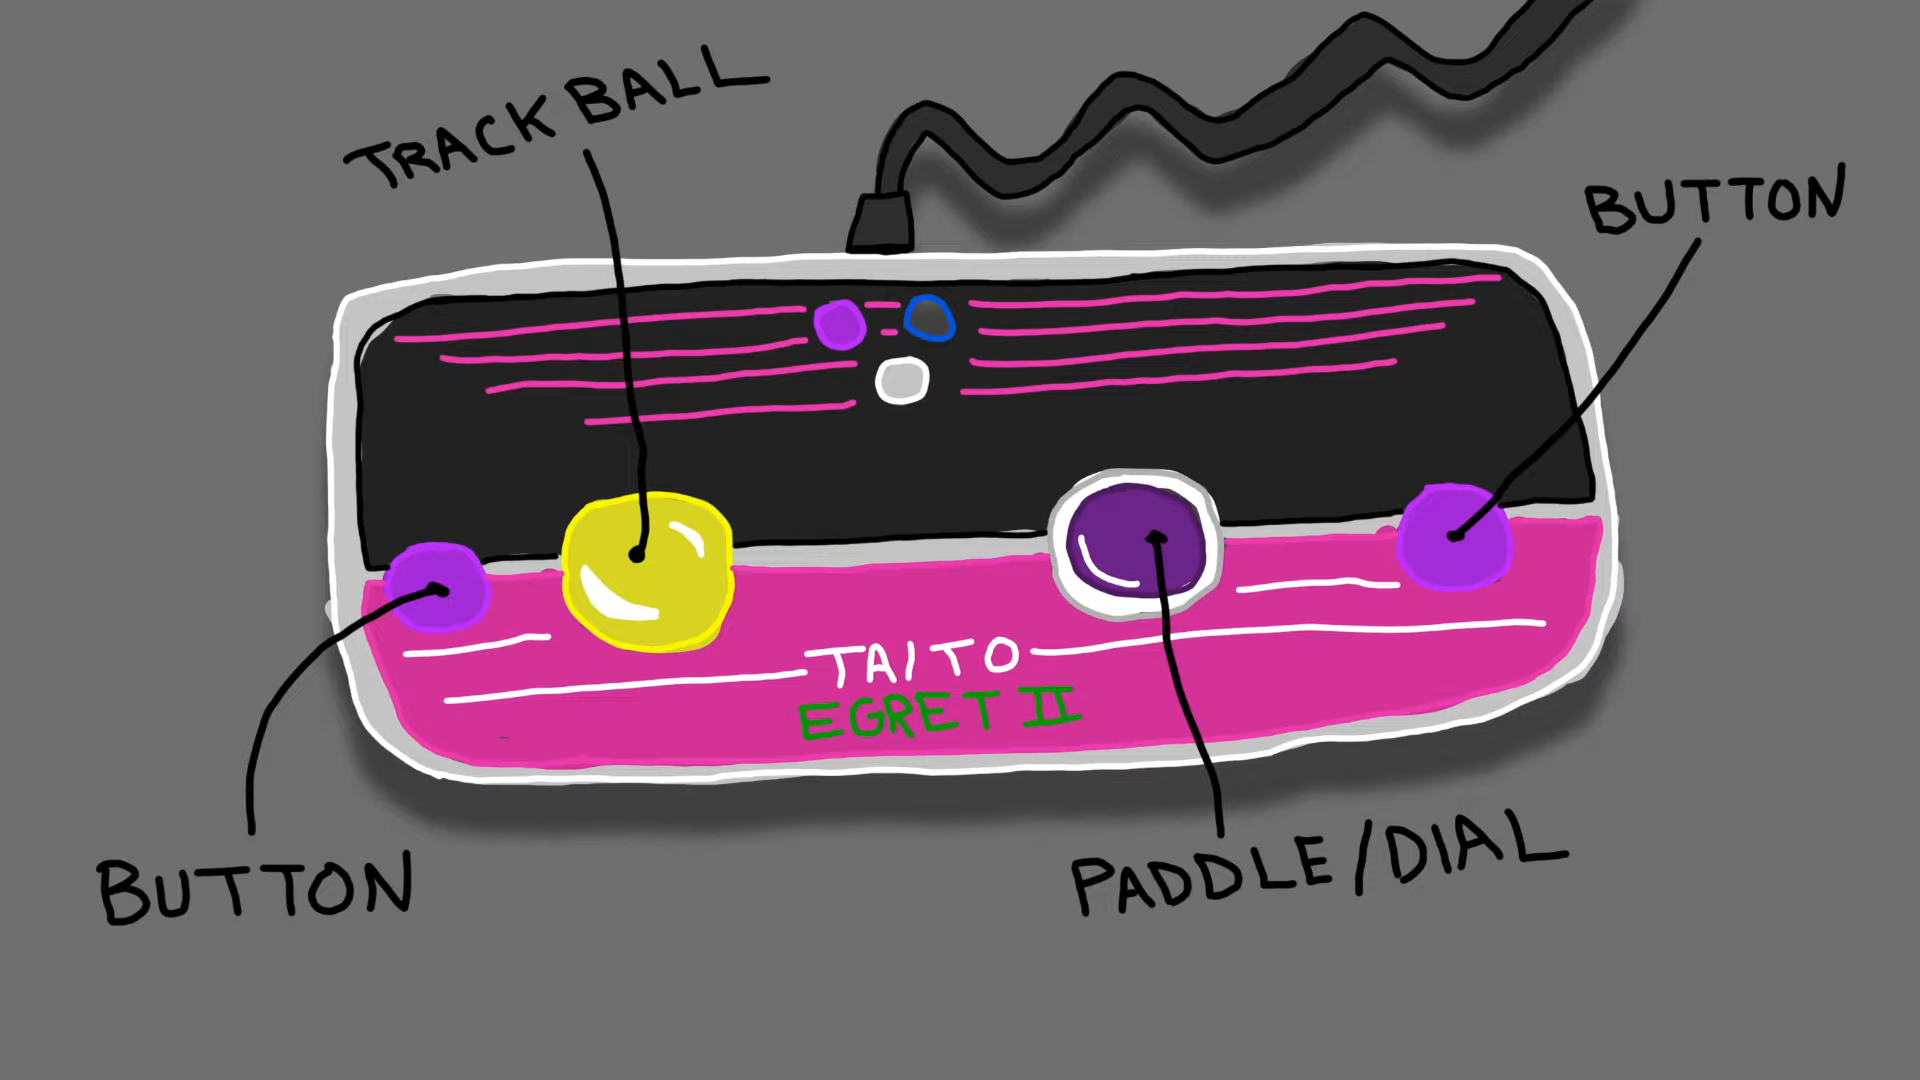 TRACK BALL
BUTTON
TAITO
EGRET II
BUTTON
PADDLE/DIAL